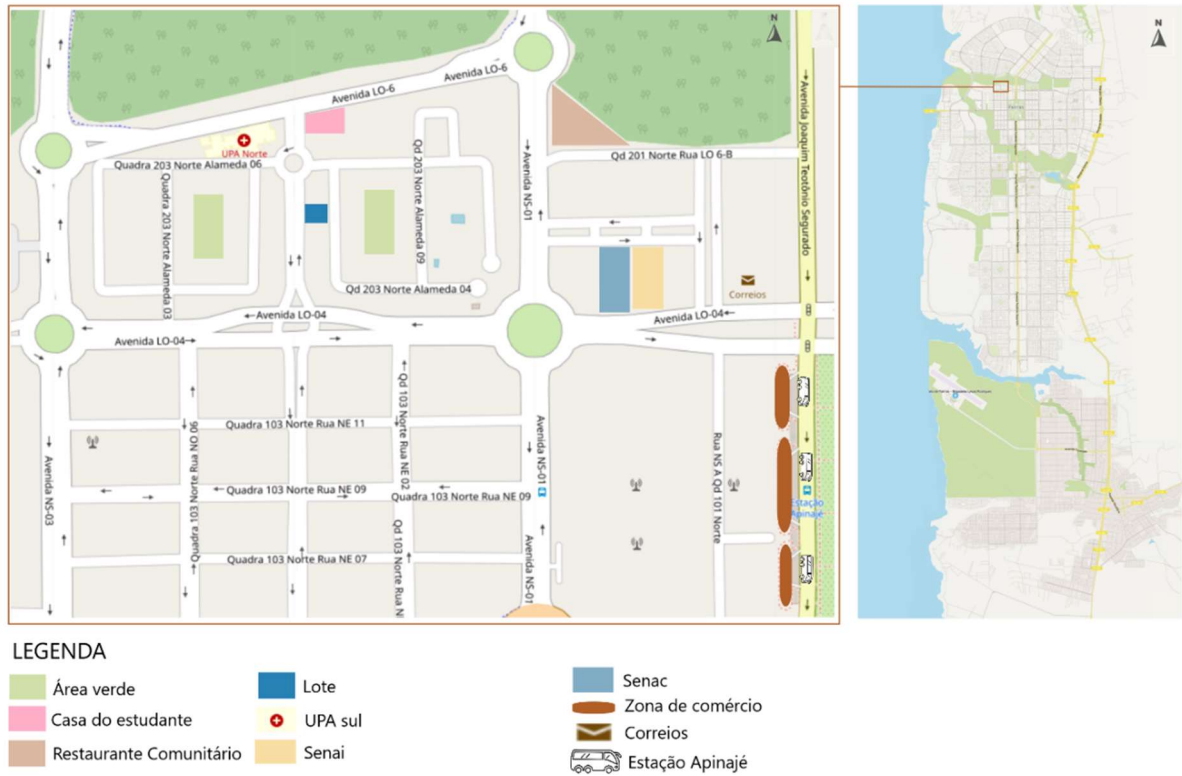 N
N
Avenida LO-6
Avenida LO-6
UPA Norte
Quadra 203 Norte Alameda 06
Qd 201 Norte Rua LO 6-B
Quadra 203 Norte Alameda 03
Qd 203 Norte Alameda 09
Avenida NS-01
Avenida Joaquim Teotônio Segurado
Qd 203 Norte Alameda 04
Correios
Avenida LO-04
Avenida LO-04
Avenida LO-04
Quadra 103 Norte Rua NE 11
Quadra 103 Norte Rua NO 06
Qd 103 Norte Rua NE 02
Avenida NS-01
Avenida NS-03
Quadra 103 Norte Rua NE 09
Quadra 103 Norte Rua NE 09
Rua NS A Qd 101 Norte
Estação
Apinajé
Quadra 103 Norte Rua NE 07
Qd 103 Norte Rua
Avenida NS-01
Palmas
LEGENDA
Área verde
Casa do estudante
Restaurante Comunitário
Lote
UPA sul
Senai
Senac
Zona de comércio
Correios
Estação Apinajé